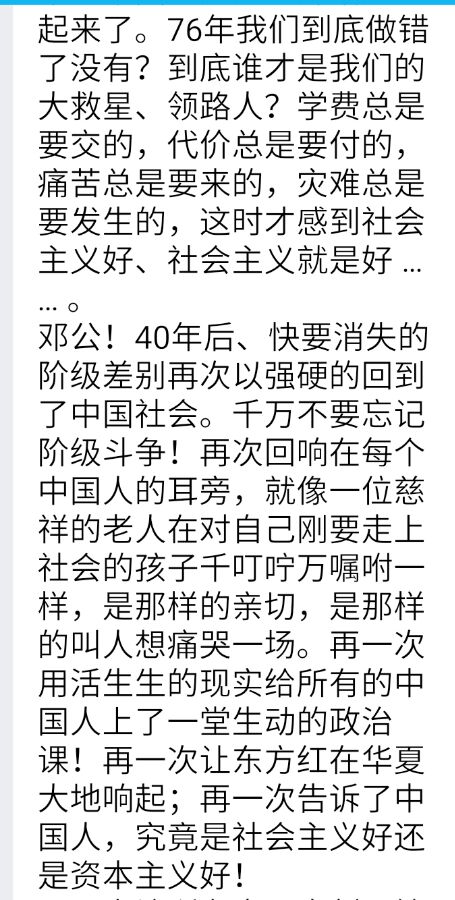 起来了。76年我们到底做错
了没有？到底谁才是我们的
大救星、领路人？学费总是
要交的，代价总是要付的，
痛苦总是要来的，灾难总是
要发生的，这时才感到社会
主义好、社会主义就是好 ...
... 。
邓公！40年后、快要消失的
阶级差别再次以强硬的回到
了中国社会。千万不要忘记
阶级斗争！再次回响在每个
中国人的耳旁，就像一位慈
祥的老人在对自己刚要走上
社会的孩子千叮咛万嘱咐一
样，是那样的亲切，是那样
的叫人想痛哭一场。再一次
用活生生的现实给所有的中
国人上了一堂生动的政治
课！再一次让东方红在华夏
大地响起；再一次告诉了中
国人，究竟是社会主义好还
是资本主义好！